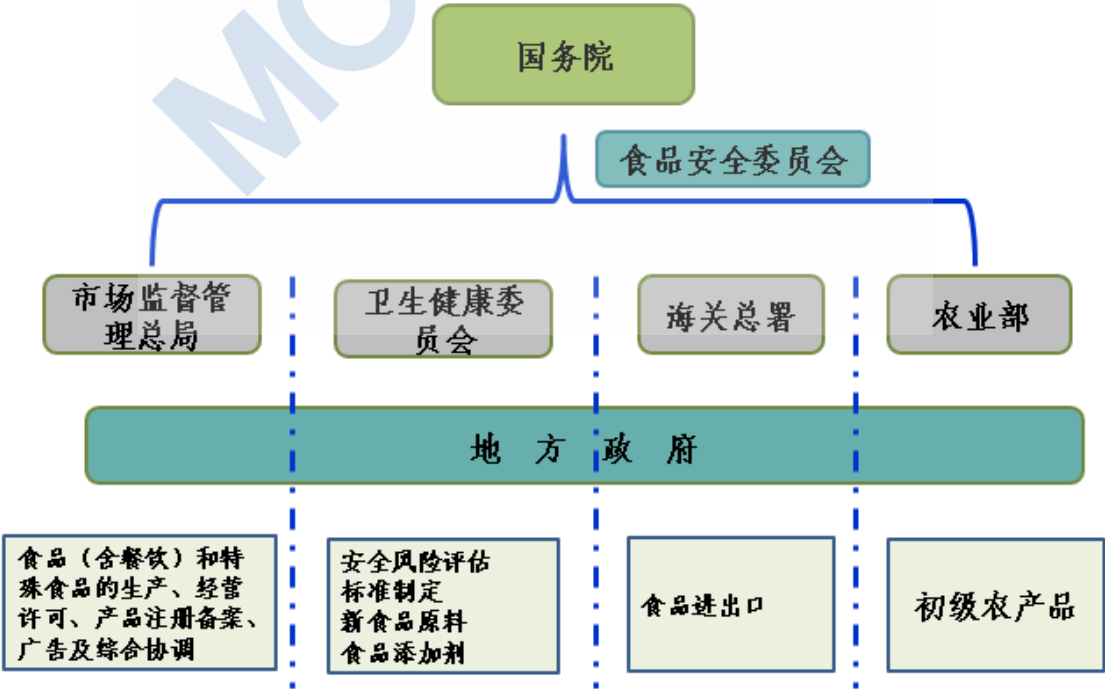 国务院
食品安全委员会
市场监督管
理总局
卫生健康委
员会
海关总署
农业部
地方政府
食品（含餐饮）和特
殊食品的生产、经营
许可、产品注册备案、
广告及综合协调
安全风险评估
标准制定
新食品原料
食品添加剂
食品进出口
初级农产品